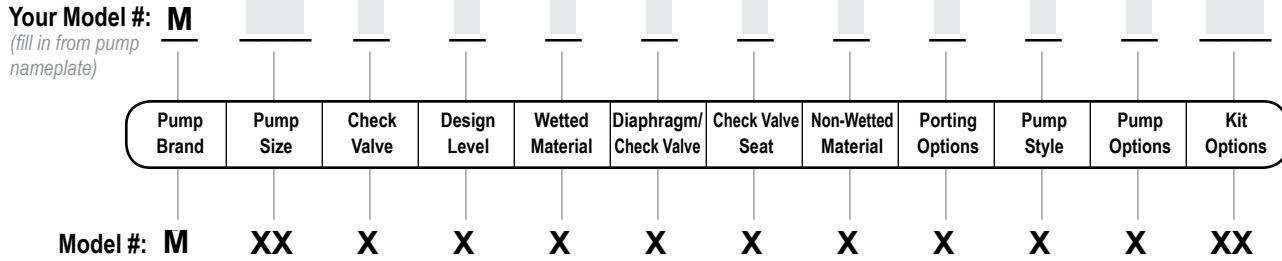 Your Model #: M
(fill in from pump
nameplate)
Pump Brand
Pump Size
Check Valve
Design Level
Wetted Material
Diaphragm/ Check Valve
Check Valve Seat
Non-Wetted Material
Porting Options
Pump Style
Pump Options
Kit Options
Model #: M XX X X X X X X X X X XX